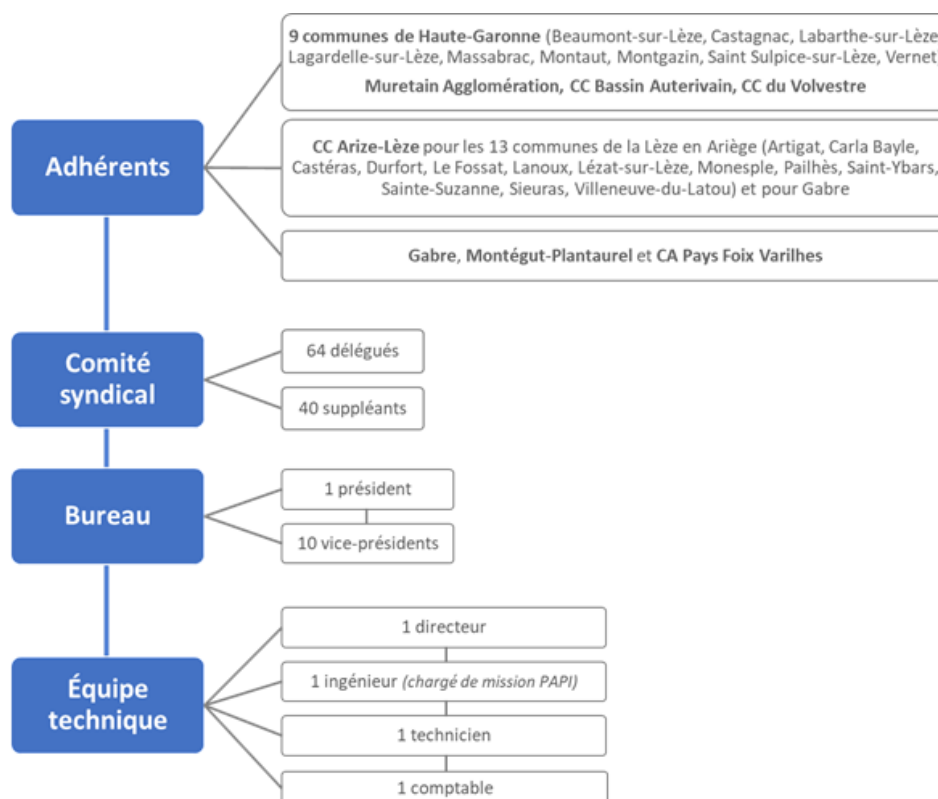 9 communes de Haute-Garonne (Beaumont-sur-Lèze, Castagnac, Labarthe-sur-Lèze
Lagardelle-sur-Lèze, Massabrac, Montaut, Montgazin, Saint Sulpice-sur-Lèze, Vernet,
Muretain Agglomération, CC Bassin Auterivain, CC du Volvestre
Adhérents
CC Arize-Lèze pour les 13 communes de la Lèze en Ariège (Artigat, Carla Bayle,
Castéras, Durfort, Le Fossat, Lanoux, Lézat-sur-Lèze, Monesple, Pailhès, Saint-Ybars,
Sainte-Suzanne, Sieuras, Villeneuve-du-Latou) et pour Gabre
Gabre, Montégut-Plantaurel et CA Pays Foix Varilhes
Comité
syndical
64 délégués
40 suppléants
Bureau
1 président
10 vice-présidents
Équipe
technique
1 directeur
1 ingénieur (chargé de mission PAPI)
1 technicien
1 comptable